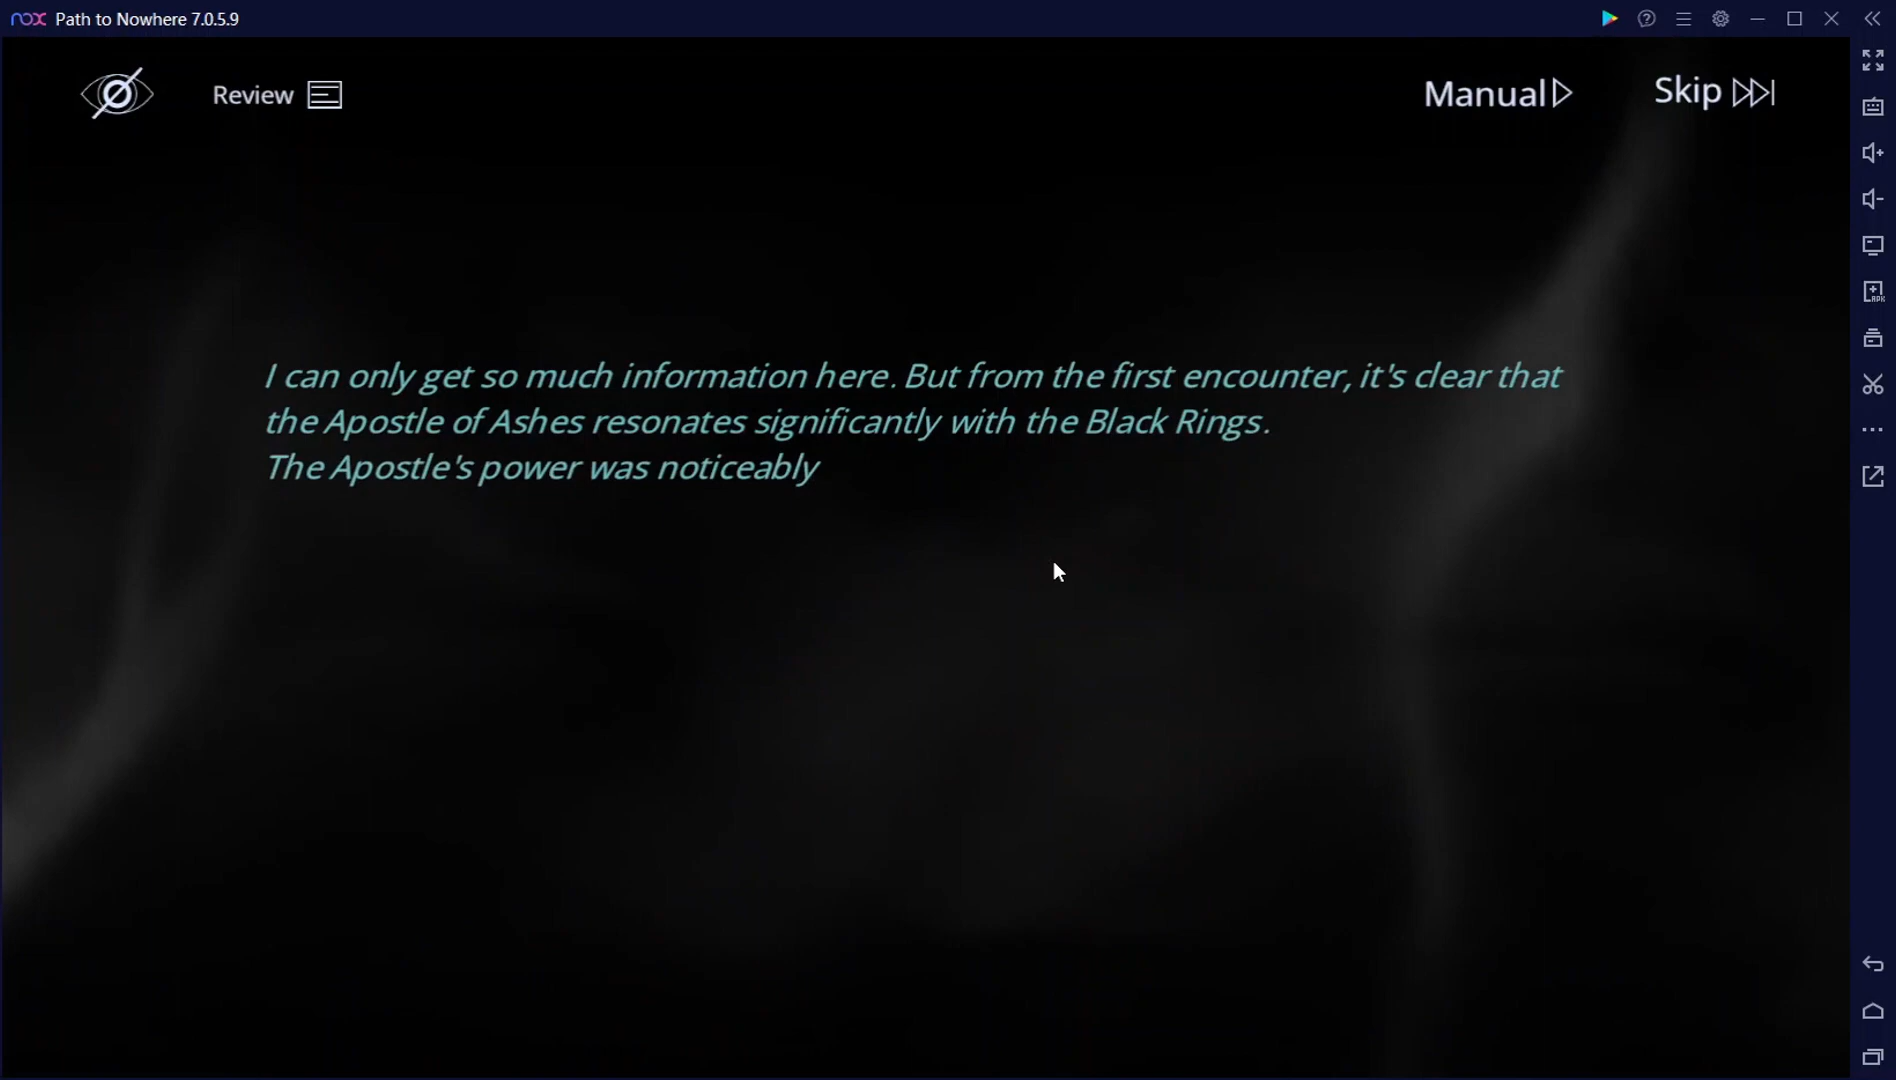 nox Path to Nowhere 7.0.5.9
Review
Manual
Skip
I can only get so much information here. But from the first encounter, it's clear that
the Apostle of Ashes resonates significantly with the Black Rings.
The Apostle's power was noticeably